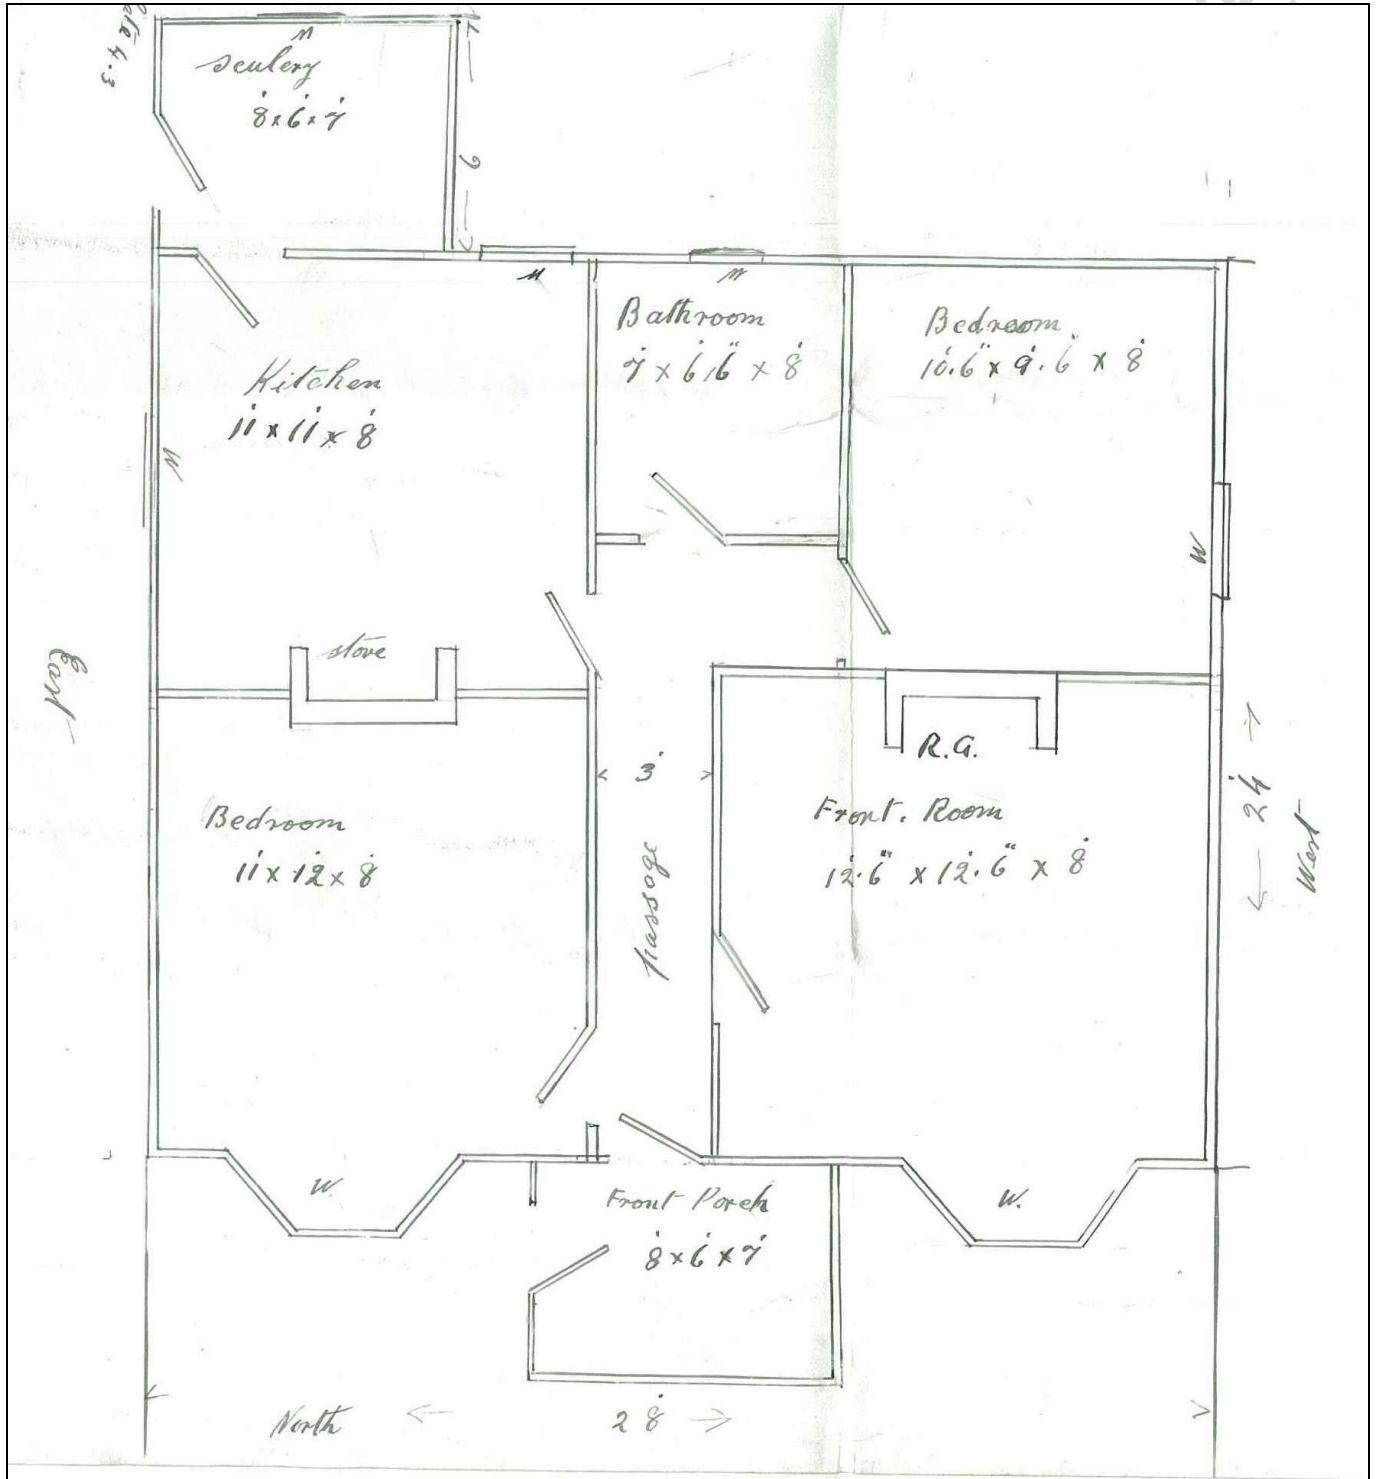 W
Sculery
8 x 6 x 7
9
W
W
Bathroom
7 x 6.6" x 8
Bedroom
10.6" x 9.6 x 8
Kitchen
11 x 11 x 8
W
W
stove
East
R.G.
3'
24
West
Bedroom
11 x 12 x 8
Front. Room
12.6" x 12.6" x 8
passage
W.
W.
Front Porch
8 x 6 x 7
North
28